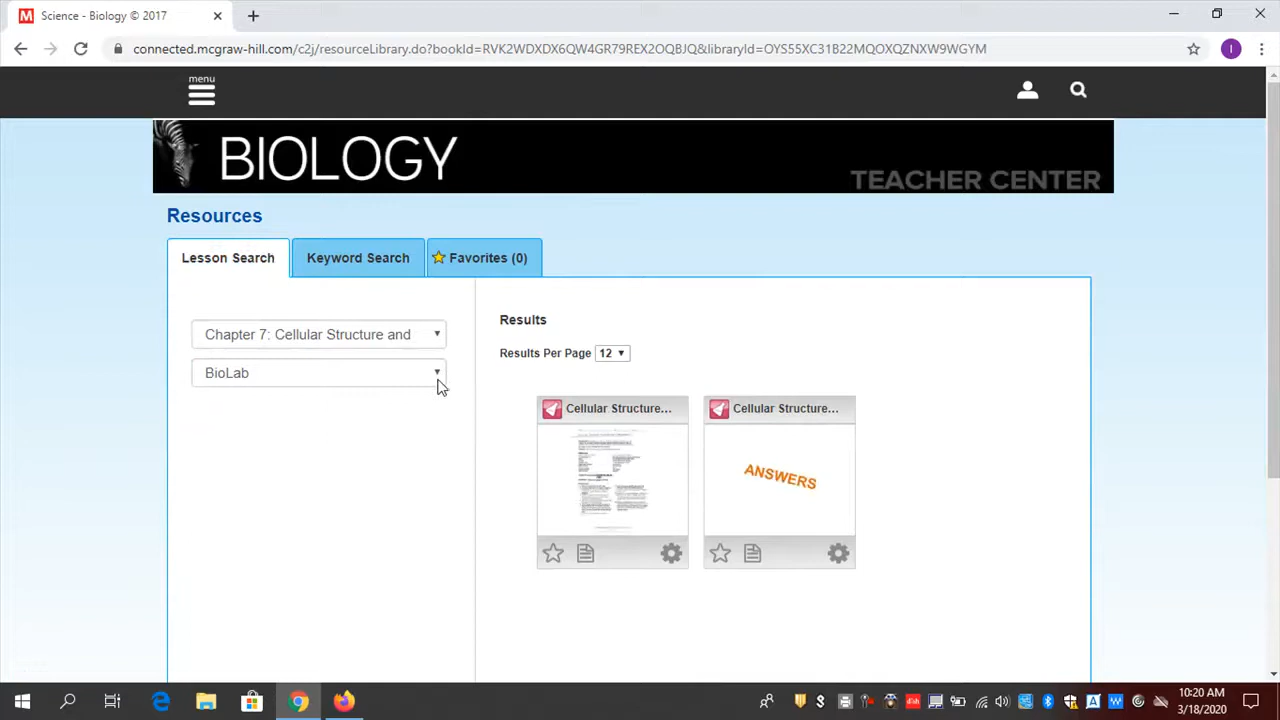 Science - Biology © 2017
connected.mcgraw-hill.com/c2j/resourceLibrary.do?bookId=RVK2WDXDX6QW4GR79REX2OQBJQ&libraryId=OYS55XC31B22MQOXQZNXW9WGYM
menu
BIOLOGY
TEACHER CENTER
Resources
Lesson Search
Keyword Search
Favorites (0)
Chapter 7: Cellular Structure and
BioLab
Results
Results Per Page 12
Cellular Structure...
Cellular Structure...
ANSWERS
10:20 AM
3/18/2020